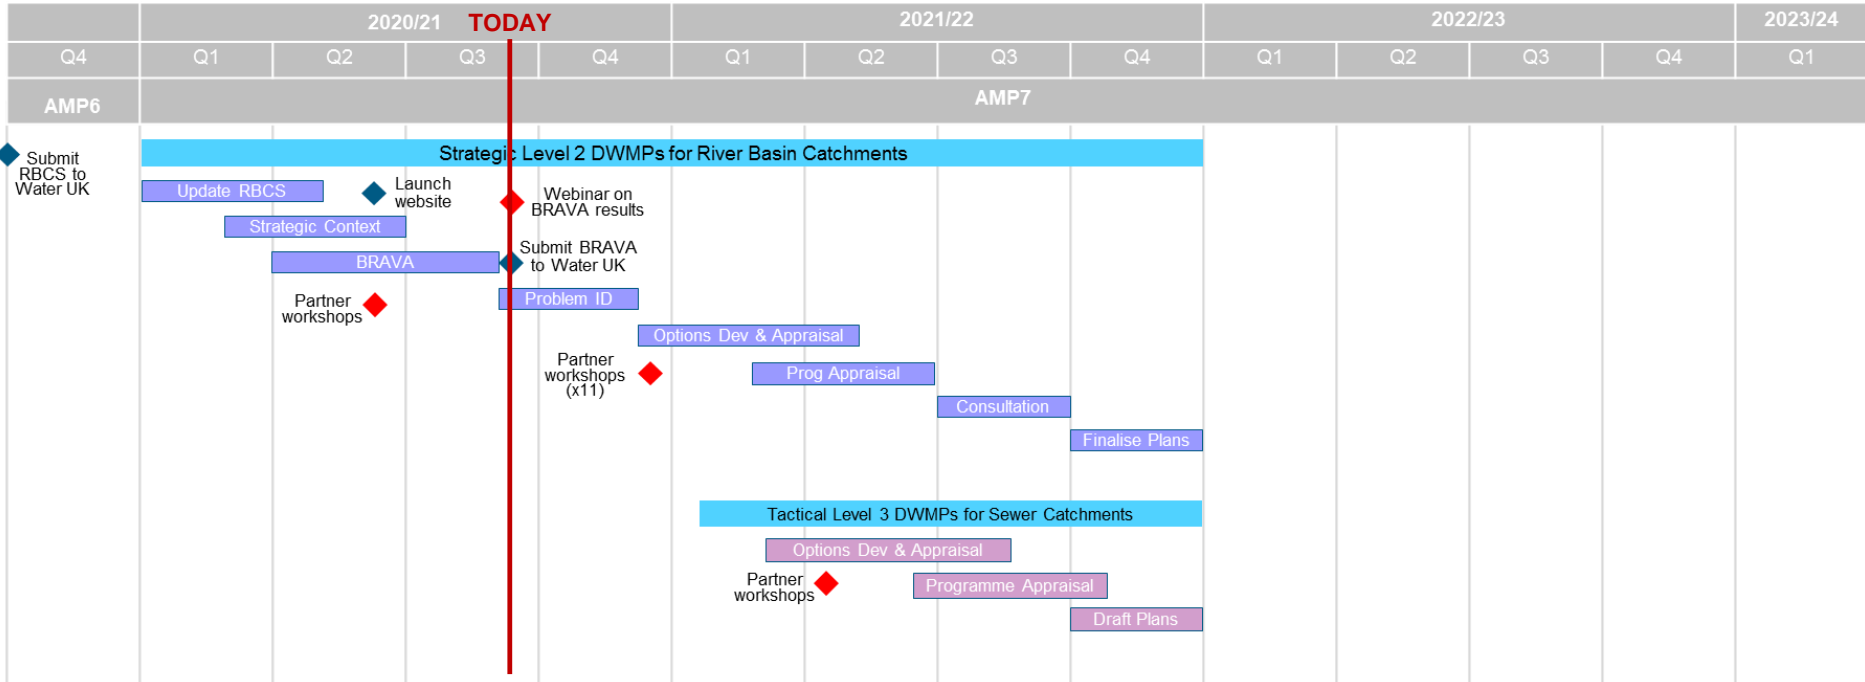 2020/21 TODAY 2021/22 2022/23 2023/24
Q4 Q1 Q2 Q3 Q4 Q1 Q2 Q3 Q4 Q1 Q2 Q3 Q4 Q1
AMP6 AMP7
Strategic Level 2 DWMPs for River Basin Catchments
Submit
RBCS to
Water UK
Update RBCS
Launch
website
Webinar on
BRAVA results
Strategic Context
BRAVA
Submit BRAVA
to Water UK
Partner
workshops
Problem ID
Options Dev & Appraisal
Partner
workshops
(x11)
Prog Appraisal
Consultation
Finalise Plans
Tactical Level 3 DWMPs for Sewer Catchments
Options Dev & Appraisal
Partner
workshops
Programme Appraisal
Draft Plans